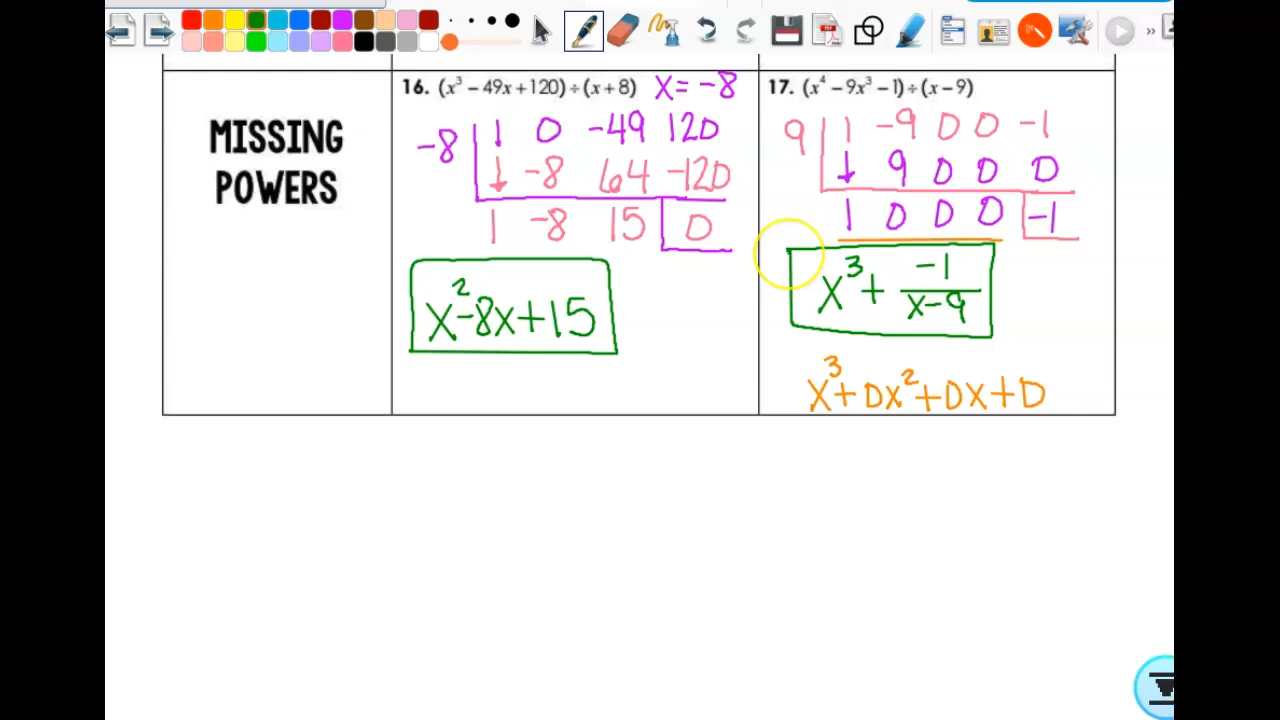 MISSING
POWERS
16. (x³ − 49x + 120) ÷ (x + 8) x = -8
-8 1 0 -49 120
↓ -8 64 -120
1 -8 15 0
x² - 8x + 15
17. (x⁴ − 9x³ − 1) ÷ (x − 9)
9 1 -9 0 0 -1
↓ 9 0 0 0
1 0 0 0 -1
x³ + -1/(x-9)
x³ + 0x² + 0x + 0